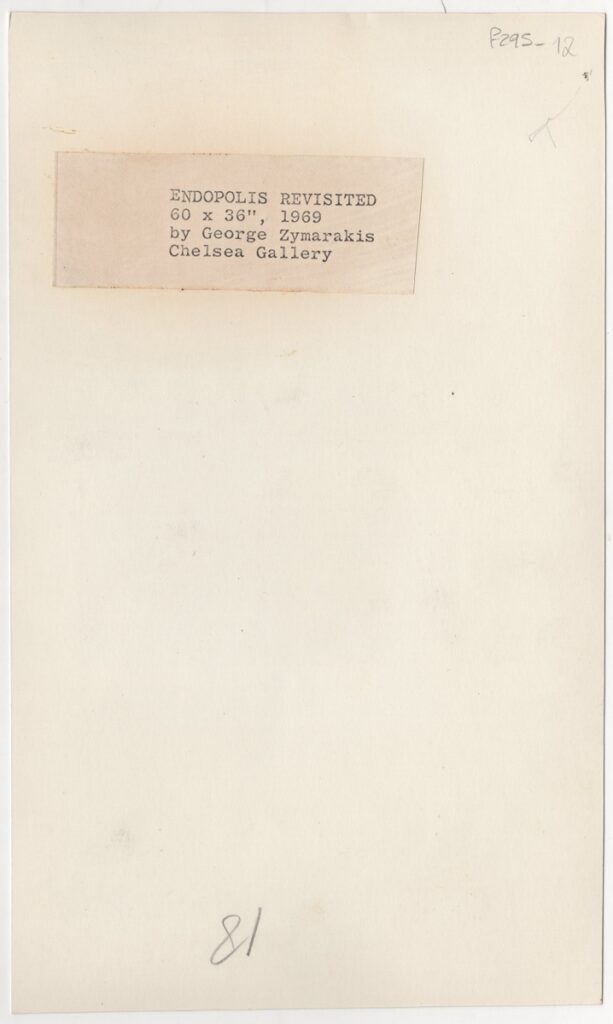 P295-12
ENDOPOLIS REVISITED
60 x 36", 1969
by George Zymarakis
Chelsea Gallery
81